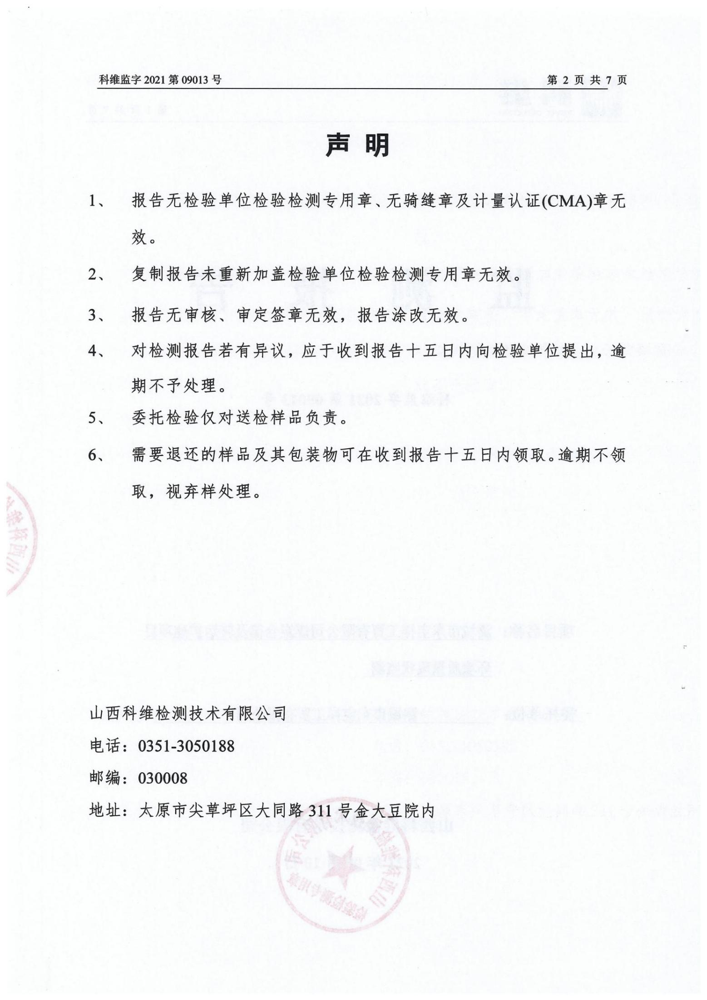 科维监字 2021 第 09013 号 第 2 页 共 7 页
声 明
1、 报告无检验单位检验检测专用章、无骑缝章及计量认证(CMA)章无
效。
2、 复制报告未重新加盖检验单位检验检测专用章无效。
3、 报告无审核、审定签章无效，报告涂改无效。
4、 对检测报告若有异议，应于收到报告十五日内向检验单位提出，逾
期不予处理。
5、 委托检验仅对送检样品负责。
6、 需要退还的样品及其包装物可在收到报告十五日内领取。逾期不领
取，视弃样处理。
山西科维检测技术有限公司
电话：0351-3050188
邮编：030008
地址：太原市尖草坪区大同路 311 号金大豆院内